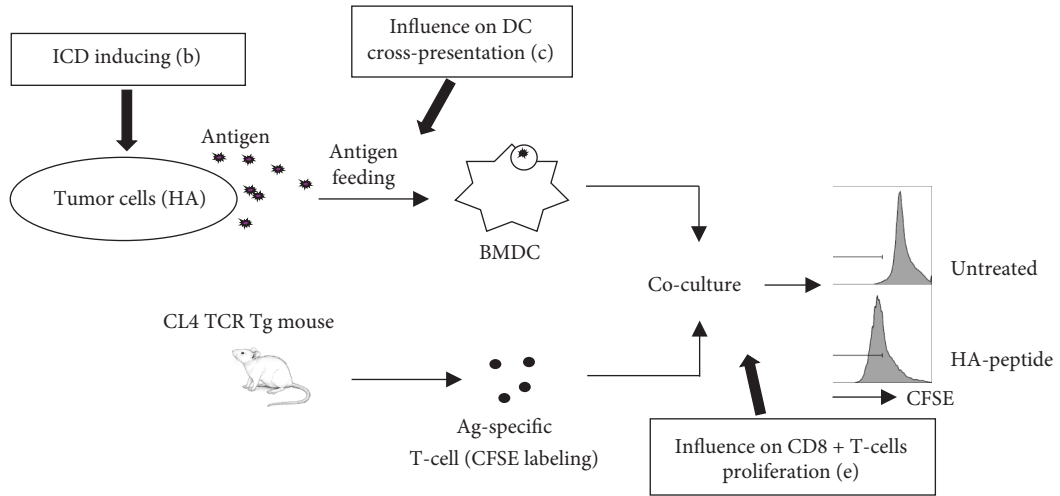 ICD inducing (b)
Influence on DC
cross-presentation (c)
Antigen
Antigen
feeding
Tumor cells (HA)
BMDC
Co-culture
Untreated
CL4 TCR Tg mouse
HA-peptide
CFSE
Ag-specific
T-cell (CFSE labeling)
Influence on CD8 + T-cells
proliferation (e)